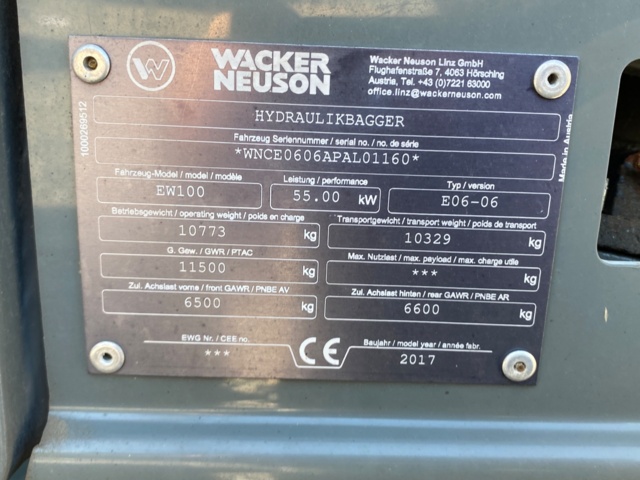 WACKER
NEUSON
Wacker Neuson Linz GmbH
Flughafenstraße 7, 4063 Hörsching
Austria, Tel. +43 (0)7221 63000
office.linz@wackerneuson.com
1000269512
HYDRAULIKBAGGER
Made in Austria
Fahrzeug Seriennummer / serial no. / no. de série
*WNCE0606APAL01160*
Fahrzeug-Model / model / modèle
EW100
Leistung / performance
55.00 kW
Typ / version
E06-06
Betriebsgewicht / operating weight / poids en charge
10773 kg
Transportgewicht / transport weight / poids de transport
10329 kg
G. Gew. / GWR / PTAC
11500 kg
Max. Nutzlast / max. payload / max. charge utile
*** kg
Zul. Achslast vorne / front GAWR / PNBE AV
6500 kg
Zul. Achslast hinten / rear GAWR / PNBE AR
6600 kg
EWG Nr. / CEE no.
***
CE
Baujahr / model year / année fabr.
2017